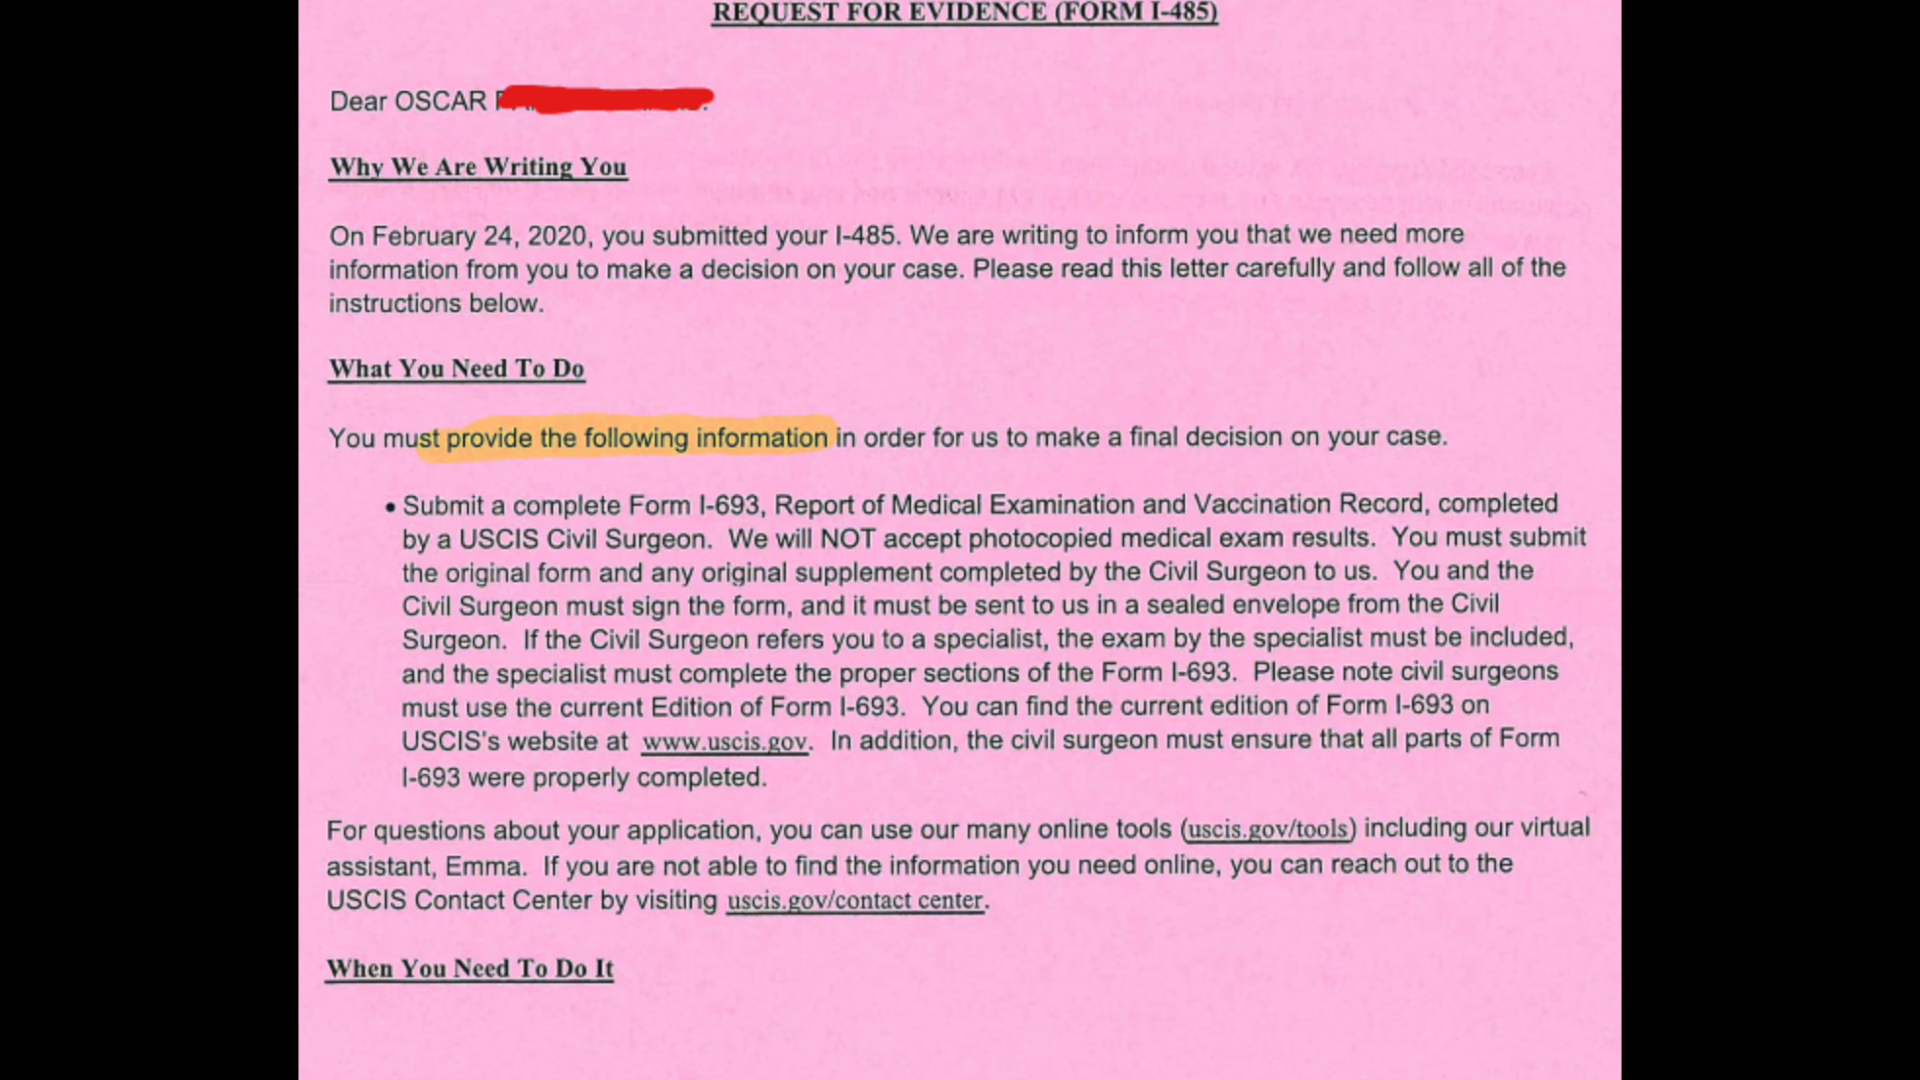 REQUEST FOR EVIDENCE (FORM I-485)
Dear OSCAR
Why We Are Writing You
On February 24, 2020, you submitted your I-485. We are writing to inform you that we need more
information from you to make a decision on your case. Please read this letter carefully and follow all of the
instructions below.
What You Need To Do
You must provide the following information in order for us to make a final decision on your case.
• Submit a complete Form I-693, Report of Medical Examination and Vaccination Record, completed
by a USCIS Civil Surgeon. We will NOT accept photocopied medical exam results. You must submit
the original form and any original supplement completed by the Civil Surgeon to us. You and the
Civil Surgeon must sign the form, and it must be sent to us in a sealed envelope from the Civil
Surgeon. If the Civil Surgeon refers you to a specialist, the exam by the specialist must be included,
and the specialist must complete the proper sections of the Form I-693. Please note civil surgeons
must use the current Edition of Form I-693. You can find the current edition of Form I-693 on
USCIS's website at www.uscis.gov. In addition, the civil surgeon must ensure that all parts of Form
I-693 were properly completed.
For questions about your application, you can use our many online tools (uscis.gov/tools) including our virtual
assistant, Emma. If you are not able to find the information you need online, you can reach out to the
USCIS Contact Center by visiting uscis.gov/contact center.
When You Need To Do It